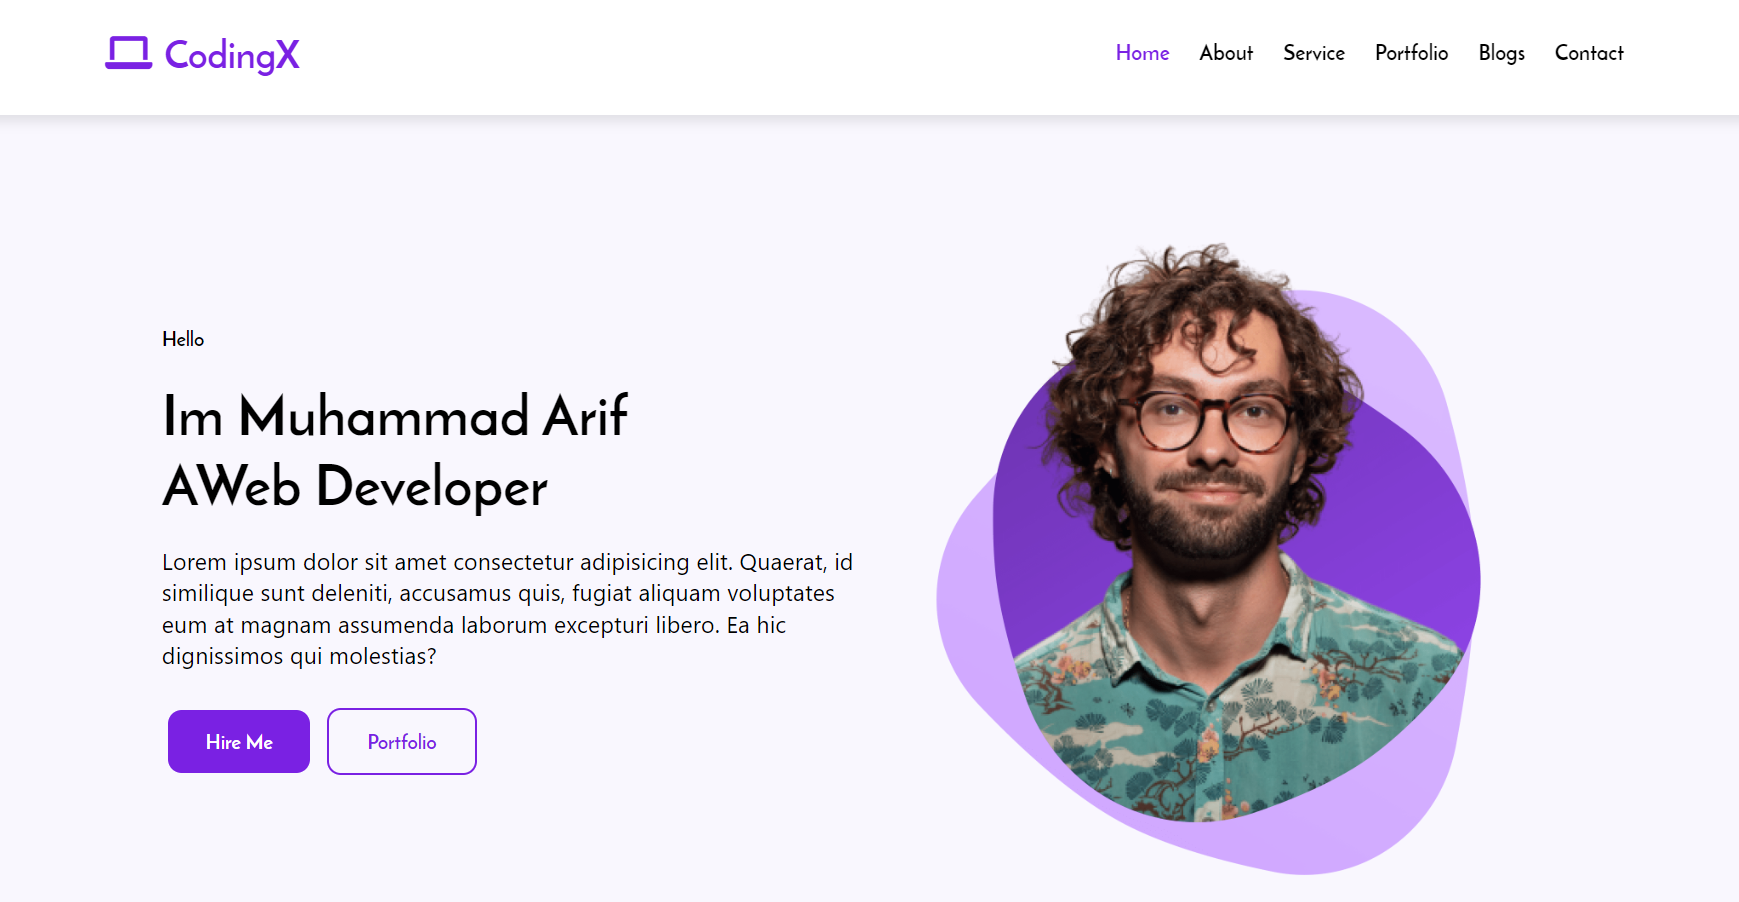 CodingX
Home About Service Portfolio Blogs Contact
Hello
Im Muhammad Arif
AWeb Developer
Lorem ipsum dolor sit amet consectetur adipisicing elit. Quaerat, id
similique sunt deleniti, accusamus quis, fugiat aliquam voluptates
eum at magnam assumenda laborum excepturi libero. Ea hic
dignissimos qui molestias?
Hire Me
Portfolio